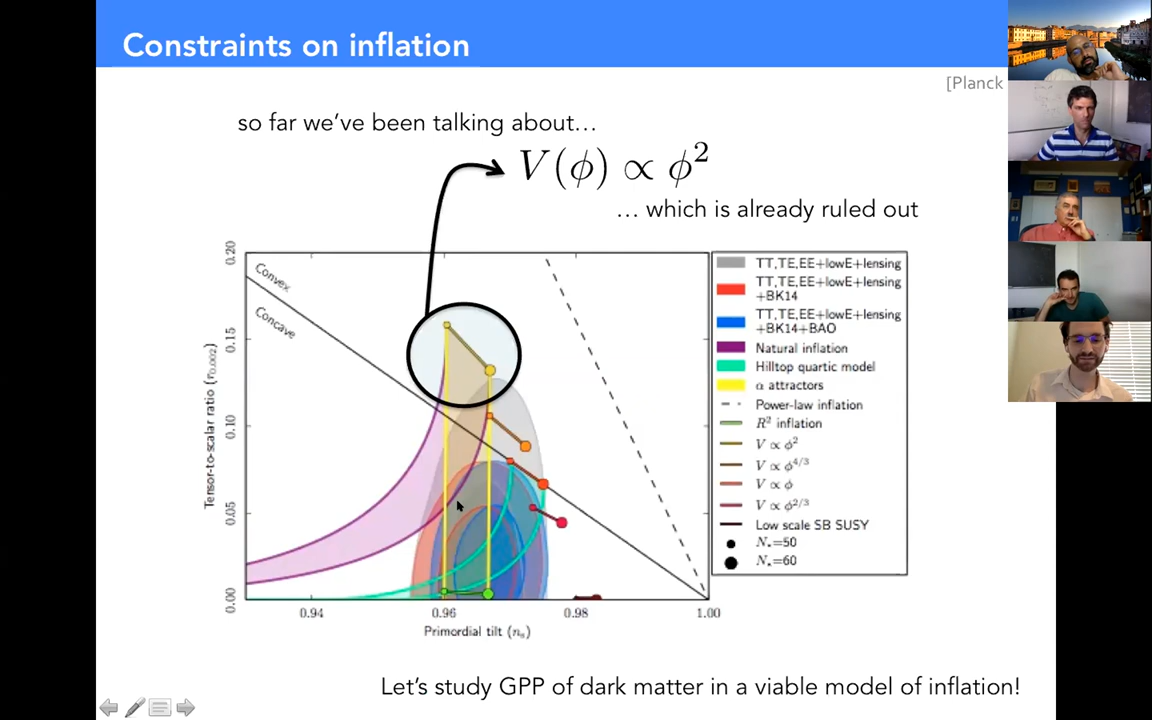 Constraints on inflation
[Planck
so far we've been talking about…
V(ϕ) ∝ ϕ²
… which is already ruled out
Convex
Concave
Tensor-to-scalar ratio (r₀.₀₀₂)
0.20
0.15
0.10
0.05
0.00
0.94
0.96
0.98
1.00
Primordial tilt (nₛ)
TT,TE,EE+lowE+lensing
TT,TE,EE+lowE+lensing
+BK14
TT,TE,EE+lowE+lensing
+BK14+BAO
Natural inflation
Hilltop quartic model
α attractors
Power-law inflation
R² inflation
V ∝ ϕ²
V ∝ ϕ^{4/3}
V ∝ ϕ
V ∝ ϕ^{2/3}
Low scale SB SUSY
N*=50
N*=60
Let's study GPP of dark matter in a viable model of inflation!